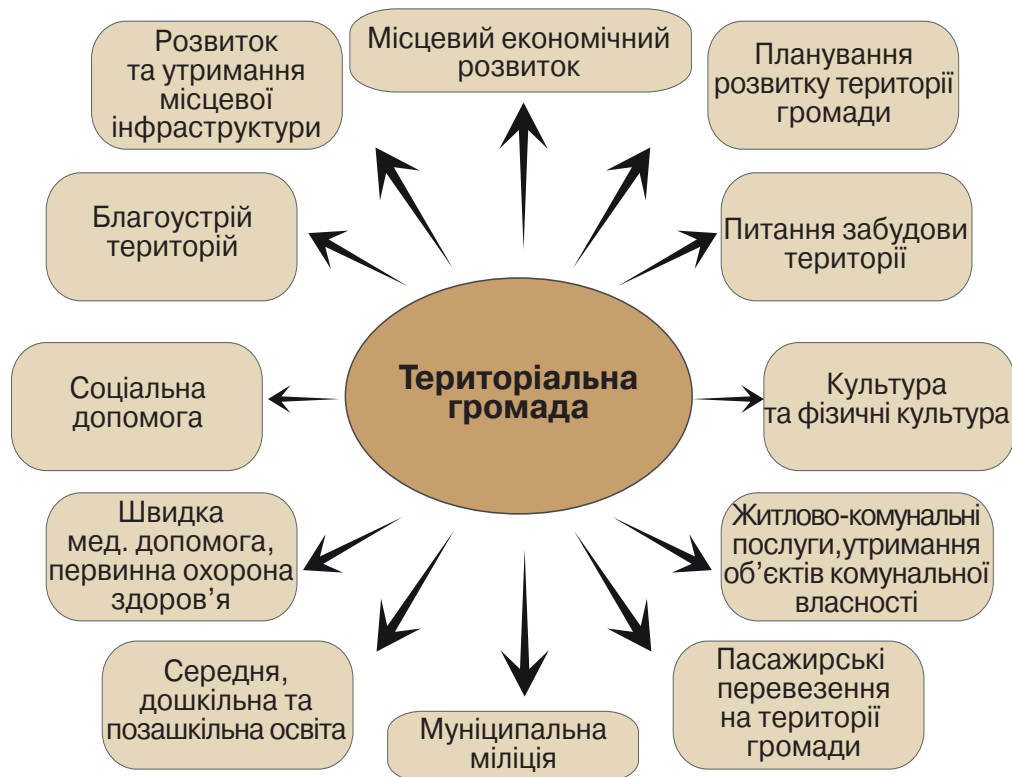 Розвиток
та утримання
місцевої
інфраструктури
Місцевий економічний
розвиток
Планування
розвитку території
громади
Благоустрій
територій
Питання забудови
території
Територіальна
громада
Соціальна
допомога
Культура
та фізичні культура
Швидка
мед. допомога,
первинна охорона
здоров’я
Житлово-комунальні
послуги,утримання
об’єктів комунальної
власності
Середня,
дошкільна та
позашкільна освіта
Муніципальна
міліція
Пасажирські
перевезення
на території
громади